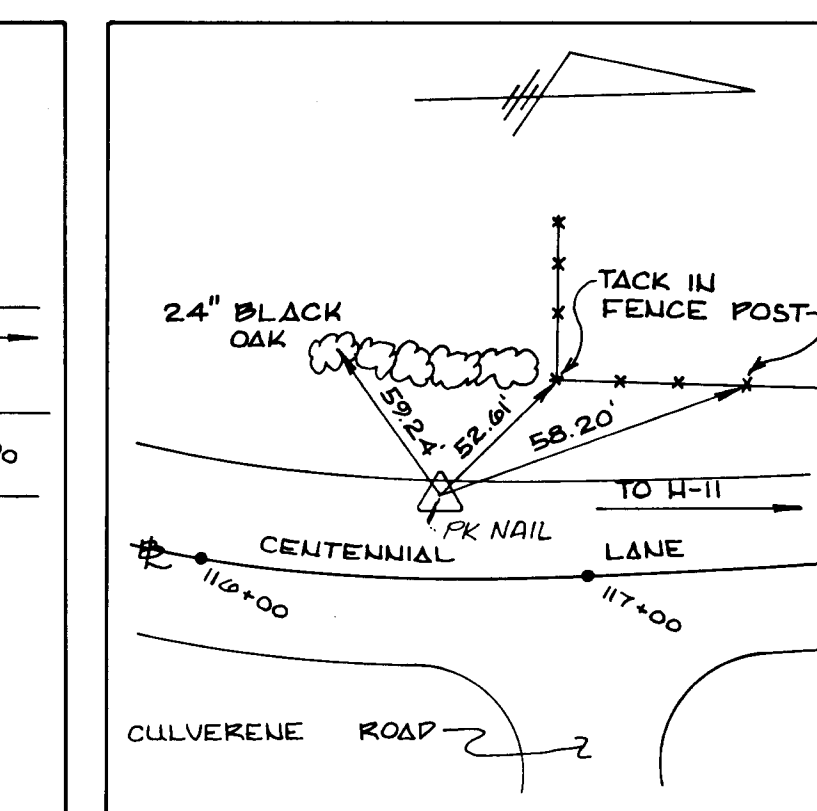 24" BLACK
OAK
TACK IN
FENCE POST
59.24'
52.61'
58.20'
TO H-11
PK NAIL
CENTENNIAL LANE
116+00
117+00
CULVERENE ROAD